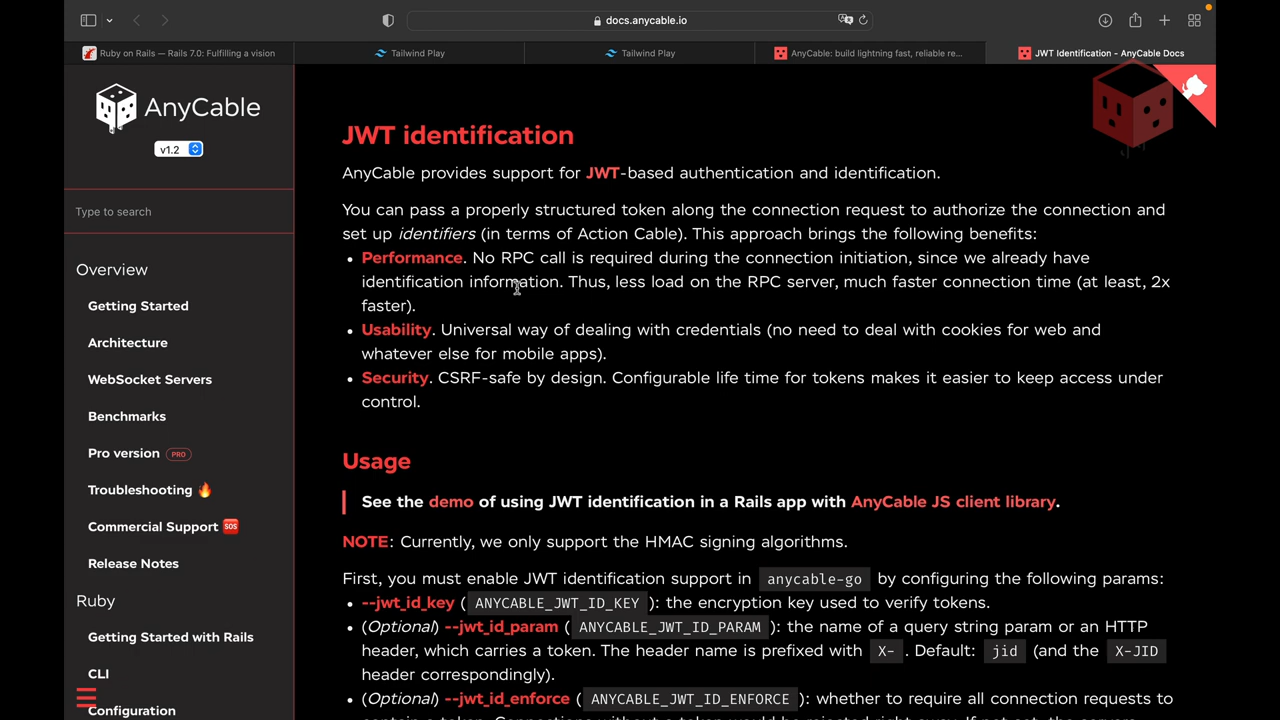 docs.anycable.io
Ruby on Rails — Rails 7.0: Fulfilling a vision
Tailwind Play
Tailwind Play
AnyCable: build lightning fast, reliable re...
JWT Identification - AnyCable Docs
AnyCable
v1.2
Type to search
Overview
Getting Started
Architecture
WebSocket Servers
Benchmarks
Pro version PRO
Troubleshooting 🔥
Commercial Support 🆘
Release Notes
Ruby
Getting Started with Rails
CLI
Configuration
JWT identification
AnyCable provides support for JWT-based authentication and identification.
You can pass a properly structured token along the connection request to authorize the connection and
set up identifiers (in terms of Action Cable). This approach brings the following benefits:
• Performance. No RPC call is required during the connection initiation, since we already have
identification information. Thus, less load on the RPC server, much faster connection time (at least, 2x
faster).
• Usability. Universal way of dealing with credentials (no need to deal with cookies for web and
whatever else for mobile apps).
• Security. CSRF-safe by design. Configurable life time for tokens makes it easier to keep access under
control.
Usage
See the demo of using JWT identification in a Rails app with AnyCable JS client library.
NOTE: Currently, we only support the HMAC signing algorithms.
First, you must enable JWT identification support in anycable-go by configuring the following params:
• --jwt_id_key ( ANYCABLE_JWT_ID_KEY ): the encryption key used to verify tokens.
• (Optional) --jwt_id_param ( ANYCABLE_JWT_ID_PARAM ): the name of a query string param or an HTTP
header, which carries a token. The header name is prefixed with X- . Default: jid (and the X-JID
header correspondingly).
• (Optional) --jwt_id_enforce ( ANYCABLE_JWT_ID_ENFORCE ): whether to require all connection requests to